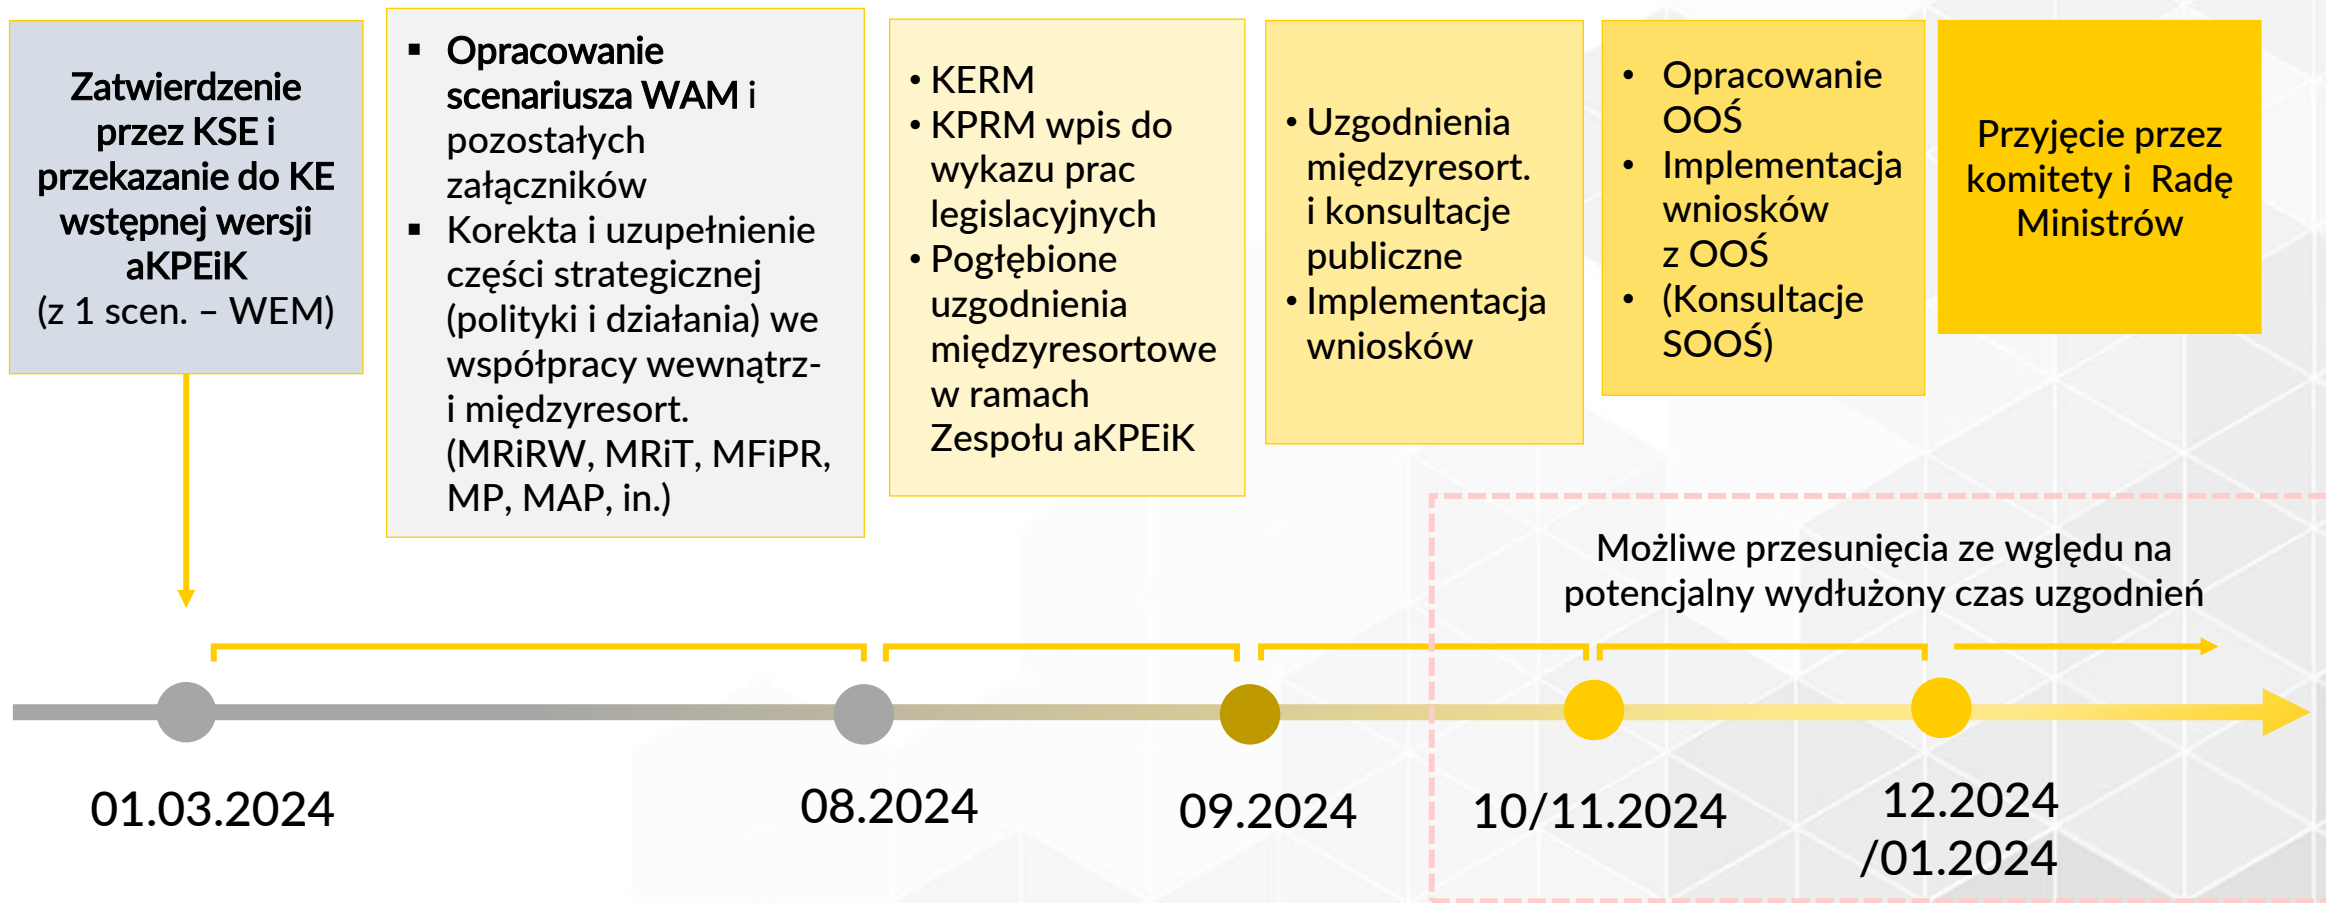 Zatwierdzenie
przez KSE i
przekazanie do KE
wstępnej wersji
aKPEiK
(z 1 scen. – WEM)
▪ Opracowanie
scenariusza WAM i
pozostałych
załączników
▪ Korekta i uzupełnienie
części strategicznej
(polityki i działania) we
współpracy wewnątrz-
i międzyresort.
(MRiRW, MRiT, MFiPR,
MP, MAP, in.)
• KERM
• KPRM wpis do
wykazu prac
legislacyjnych
• Pogłębione
uzgodnienia
międzyresortowe
w ramach
Zespołu aKPEiK
• Uzgodnienia
międzyresort.
i konsultacje
publiczne
• Implementacja
wniosków
• Opracowanie
OOŚ
• Implementacja
wniosków
z OOŚ
• (Konsultacje
SOOŚ)
Przyjęcie przez
komitety i Radę
Ministrów
Możliwe przesunięcia ze względu na
potencjalny wydłużony czas uzgodnień
01.03.2024
08.2024
09.2024
10/11.2024
12.2024
/01.2024